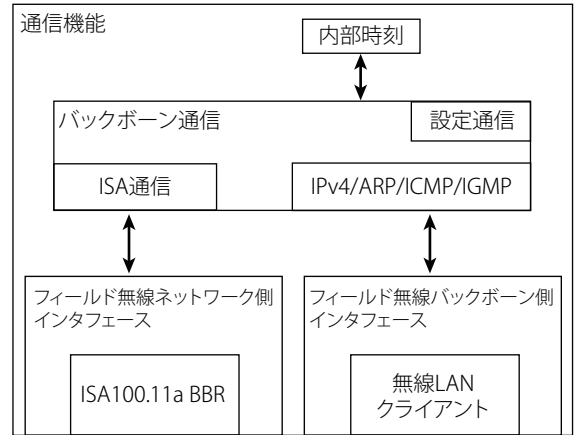 通信機能
内部時刻
バックボーン通信
設定通信
ISA通信
IPv4/ARP/ICMP/IGMP
フィールド無線ネットワーク側
インタフェース
ISA100.11a BBR
フィールド無線バックボーン側
インタフェース
無線LAN
クライアント